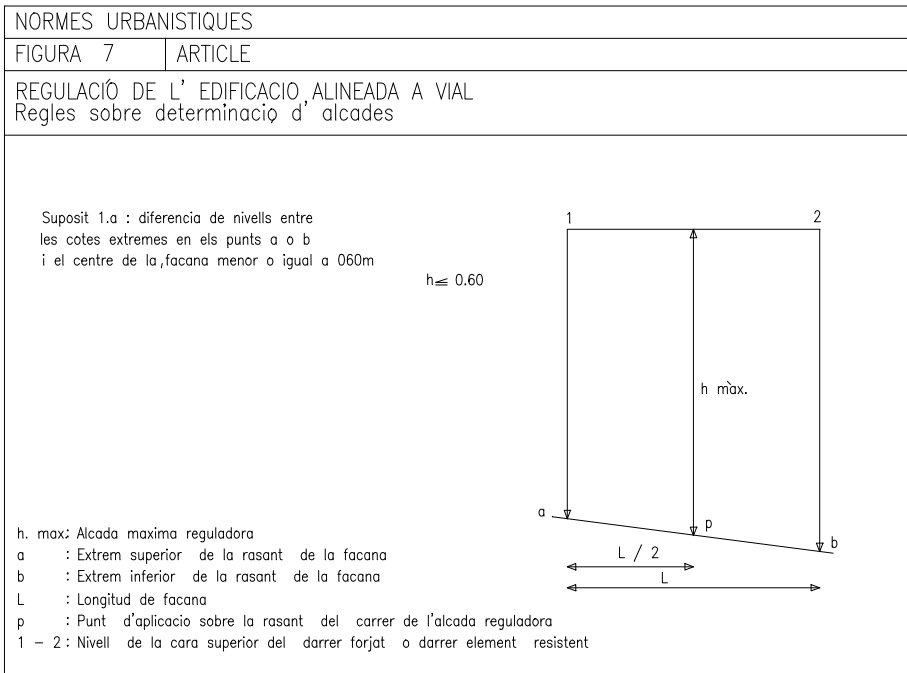 NORMES URBANISTIQUES
FIGURA 7 ARTICLE
REGULACIÓ DE L' EDIFICACIO ALINEADA A VIAL
Regles sobre determinacio d' alcades
Suposit 1.a : diferencia de nivells entre
les cotes extremes en els punts a o b
i el centre de la ,facana menor o igual a 060m
h≤ 0.60
1 2
h màx.
a
p
b
L / 2
L
h. max: Alcada maxima reguladora
a : Extrem superior de la rasant de la facana
b : Extrem inferior de la rasant de la facana
L : Longitud de facana
p : Punt d'aplicacio sobre la rasant del carrer de l'alcada reguladora
1 - 2 : Nivell de la cara superior del darrer forjat o darrer element resistent